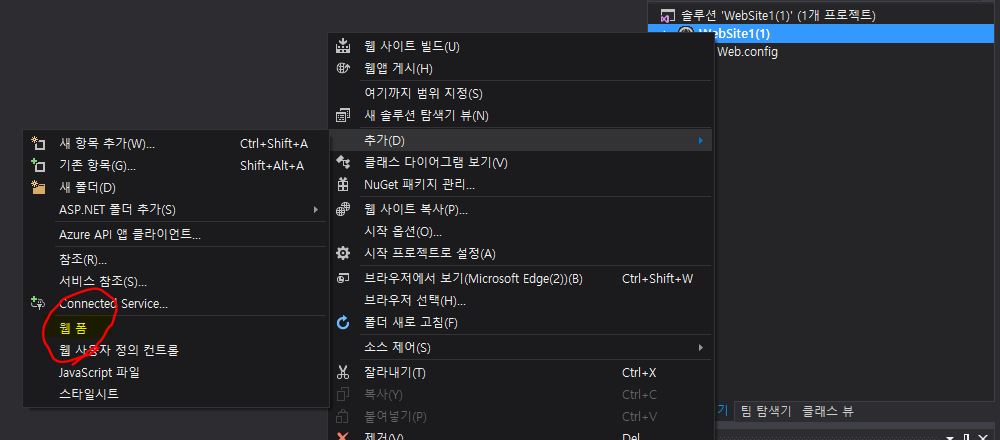 솔루션 'WebSite1(1)' (1개 프로젝트)
WebSite1(1)
Web.config
웹 사이트 빌드(U)
웹앱 게시(H)
여기까지 범위 지정(S)
새 솔루션 탐색기 뷰(N)
추가(D)
클래스 다이어그램 보기(V)
NuGet 패키지 관리...
웹 사이트 복사(P)...
시작 옵션(O)...
시작 프로젝트로 설정(A)
브라우저에서 보기(Microsoft Edge(2))(B) Ctrl+Shift+W
브라우저 선택(H)...
폴더 새로 고침(F)
소스 제어(S)
잘라내기(T) Ctrl+X
복사(Y) Ctrl+C
붙여넣기(P) Ctrl+V
제거(V) Del
새 항목 추가(W)... Ctrl+Shift+A
기존 항목(G)... Shift+Alt+A
새 폴더(D)
ASP.NET 폴더 추가(S)
Azure API 앱 클라이언트...
참조(R)...
서비스 참조(S)...
Connected Service...
웹 폼
웹 사용자 정의 컨트롤
JavaScript 파일
스타일시트
기 팀 탐색기 클래스 뷰